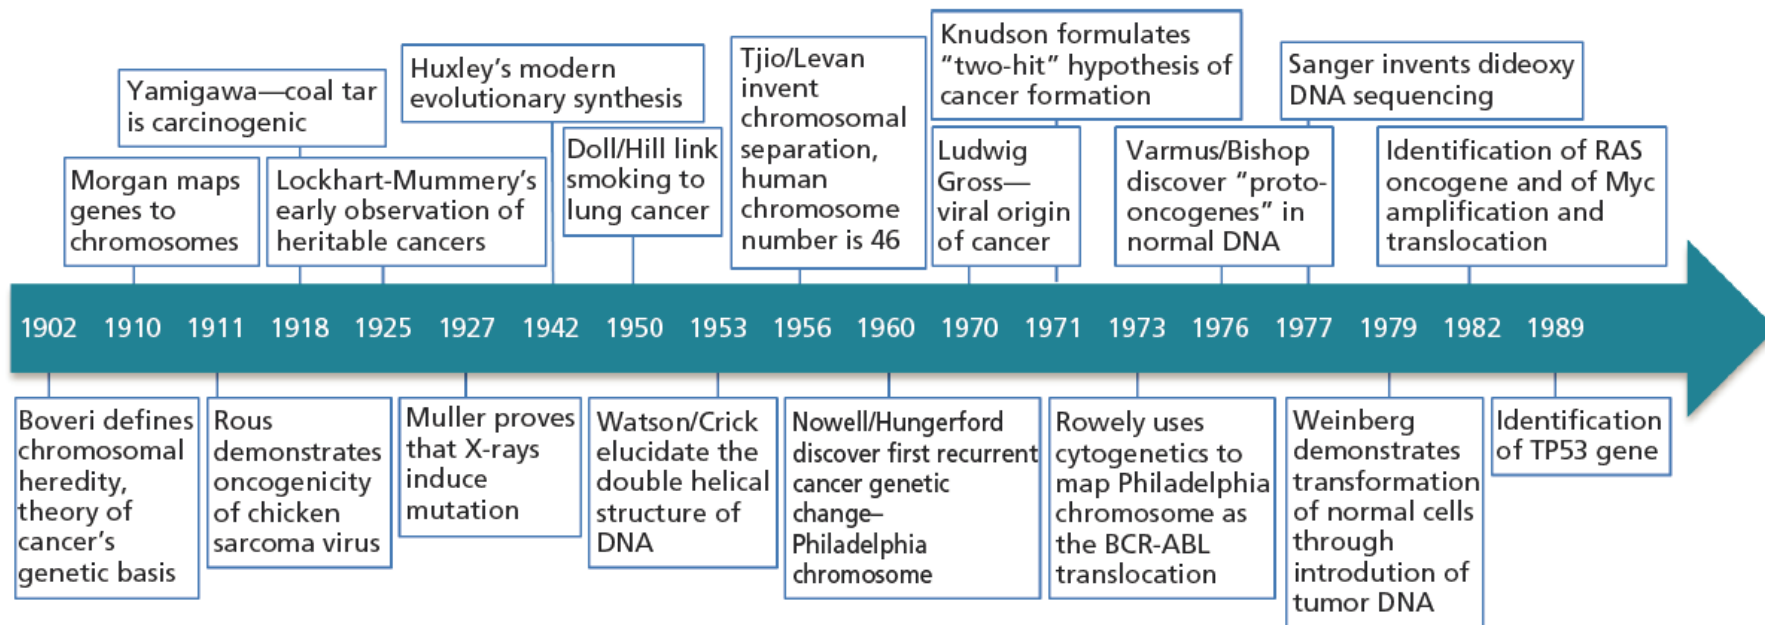 Yamigawa—coal tar
is carcinogenic
Huxley’s modern
evolutionary synthesis
Tjio/Levan
invent
chromosomal
separation,
human
chromosome
number is 46
Knudson formulates
“two-hit” hypothesis of
cancer formation
Sanger invents dideoxy
DNA sequencing
Morgan maps
genes to
chromosomes
Lockhart-Mummery’s
early observation of
heritable cancers
Doll/Hill link
smoking to
lung cancer
Ludwig
Gross—
viral origin
of cancer
Varmus/Bishop
discover “proto-
oncogenes” in
normal DNA
Identification of RAS
oncogene and of Myc
amplification and
translocation
1902 1910 1911 1918 1925 1927 1942 1950 1953 1956 1960 1970 1971 1973 1976 1977 1979 1982 1989
Boveri defines
chromosomal
heredity,
theory of
cancer’s
genetic basis
Rous
demonstrates
oncogenicity
of chicken
sarcoma virus
Muller proves
that X-rays
induce
mutation
Watson/Crick
elucidate the
double helical
structure of
DNA
Nowell/Hungerford
discover first recurrent
cancer genetic
change–
Philadelphia
chromosome
Rowely uses
cytogenetics to
map Philadelphia
chromosome as
the BCR-ABL
translocation
Weinberg
demonstrates
transformation
of normal cells
through
introdution of
tumor DNA
Identification
of TP53 gene